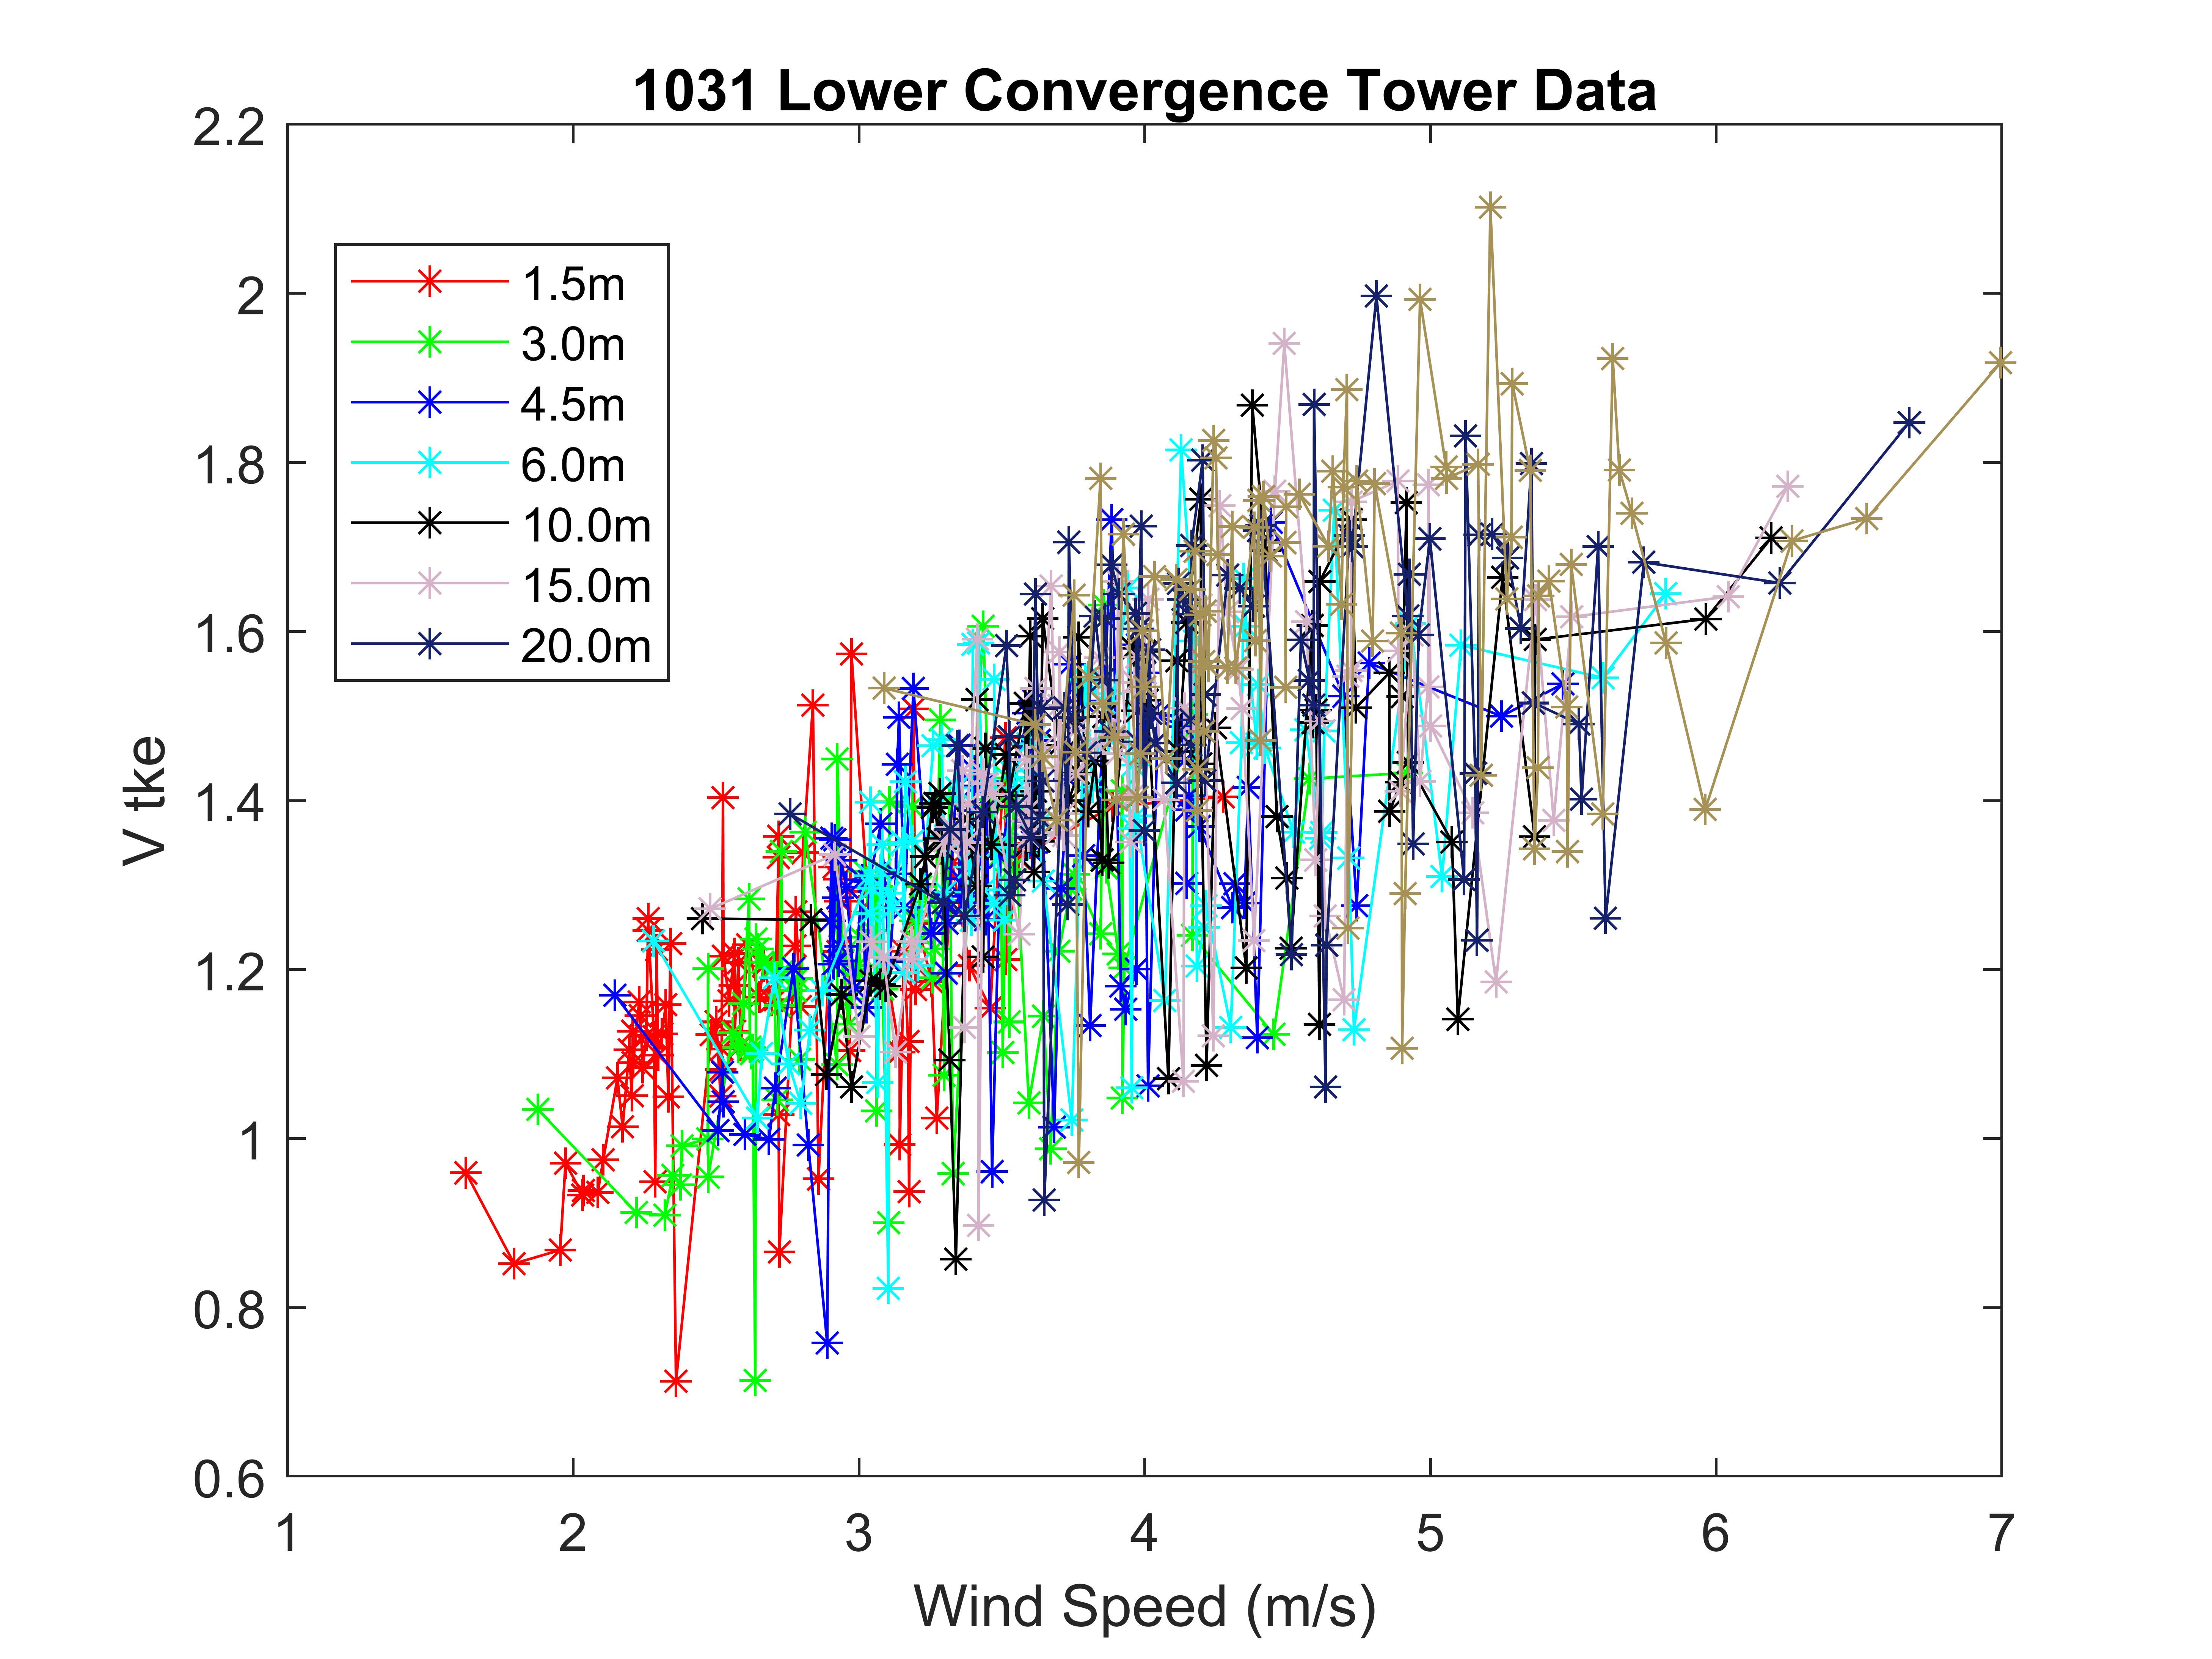 1031 Lower Convergence Tower Data
2.2
2
1.8
1.6
1.4
1.2
1
0.8
0.6
V tke
1.5m
3.0m
4.5m
6.0m
10.0m
15.0m
20.0m
1 2 3 4 5 6 7
Wind Speed (m/s)